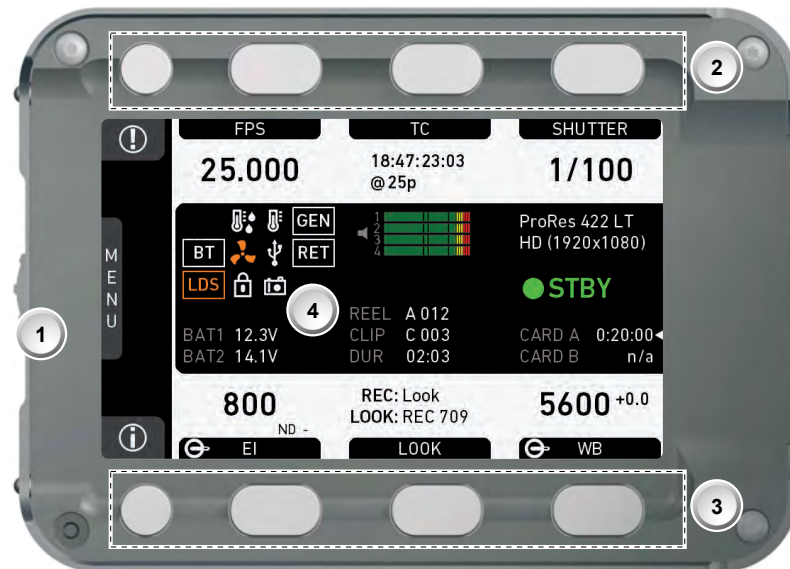 2
FPS TC SHUTTER
25.000 18:47:23:03 1/100
@ 25p
MENU
GEN
BT RET
LDS
1 2 3 4
ProRes 422 LT
HD (1920x1080)
STBY
1
4
REEL A 012
BAT1 12.3V CLIP C 003 CARD A 0:20:00
BAT2 14.1V DUR 02:03 CARD B n/a
800 REC: Look 5600 +0.0
ND - LOOK: REC 709
EI LOOK WB
3